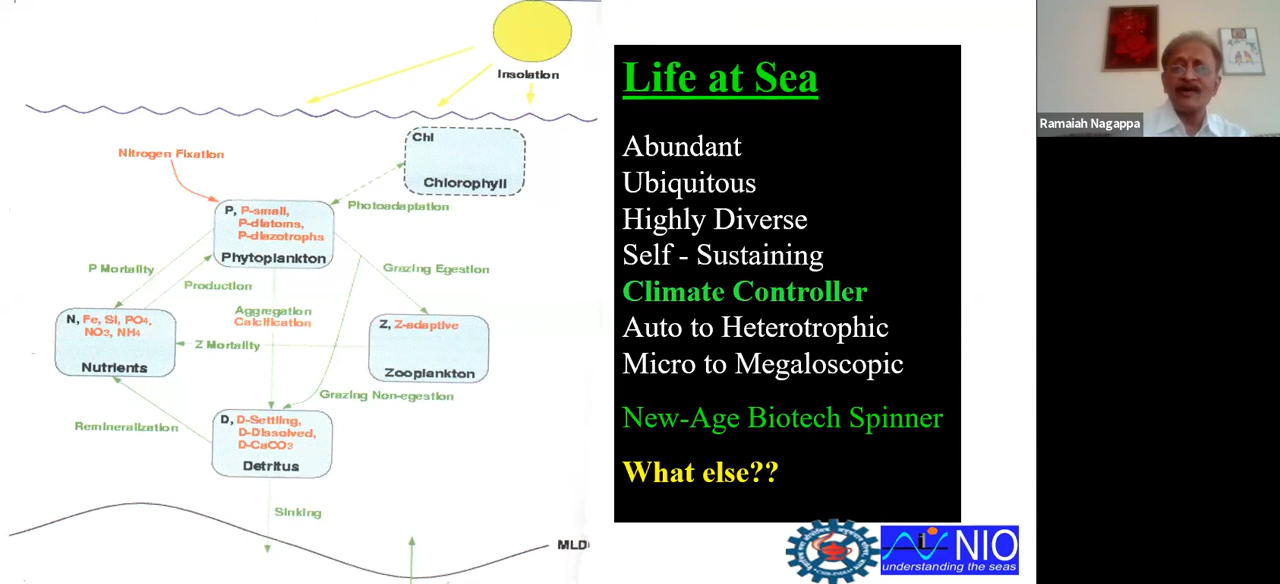 Insolation
Chl
Chlorophyll
Nitrogen Fixation
Photoadaptation
P, P-small,
P-diatoms,
P-diazotrophs
Phytoplankton
P Mortality
Grazing Egestion
Production
Aggregation
Calcification
N, Fe, Si, PO4,
NO3, NH4
Nutrients
Z Mortality
Z, Z-adaptive
Zooplankton
Grazing Non-egestion
Remineralization
D, D-Settling,
D-Dissolved,
D-CaCO3
Detritus
Sinking
MLD
Life at Sea
Abundant
Ubiquitous
Highly Diverse
Self - Sustaining
Climate Controller
Auto to Heterotrophic
Micro to Megaloscopic
New-Age Biotech Spinner
What else??
NIO
understanding the seas
Ramaiah Nagappa